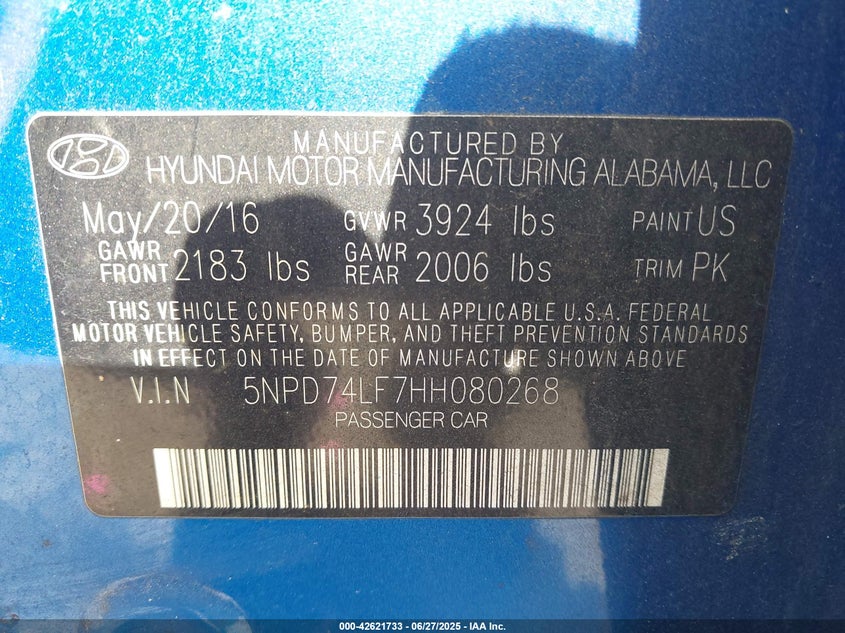 MANUFACTURED BY
HYUNDAI MOTOR MANUFACTURING ALABAMA, LLC
May/20/16 GVWR 3924 lbs PAINT US
GAWR FRONT 2183 lbs GAWR REAR 2006 lbs TRIM PK
THIS VEHICLE CONFORMS TO ALL APPLICABLE U.S.A. FEDERAL
MOTOR VEHICLE SAFETY, BUMPER, AND THEFT PREVENTION STANDARDS
IN EFFECT ON THE DATE OF MANUFACTURE SHOWN ABOVE
V.I.N 5NPD74LF7HH080268
PASSENGER CAR
000-42621733 - 06/27/2025 - IAA Inc.